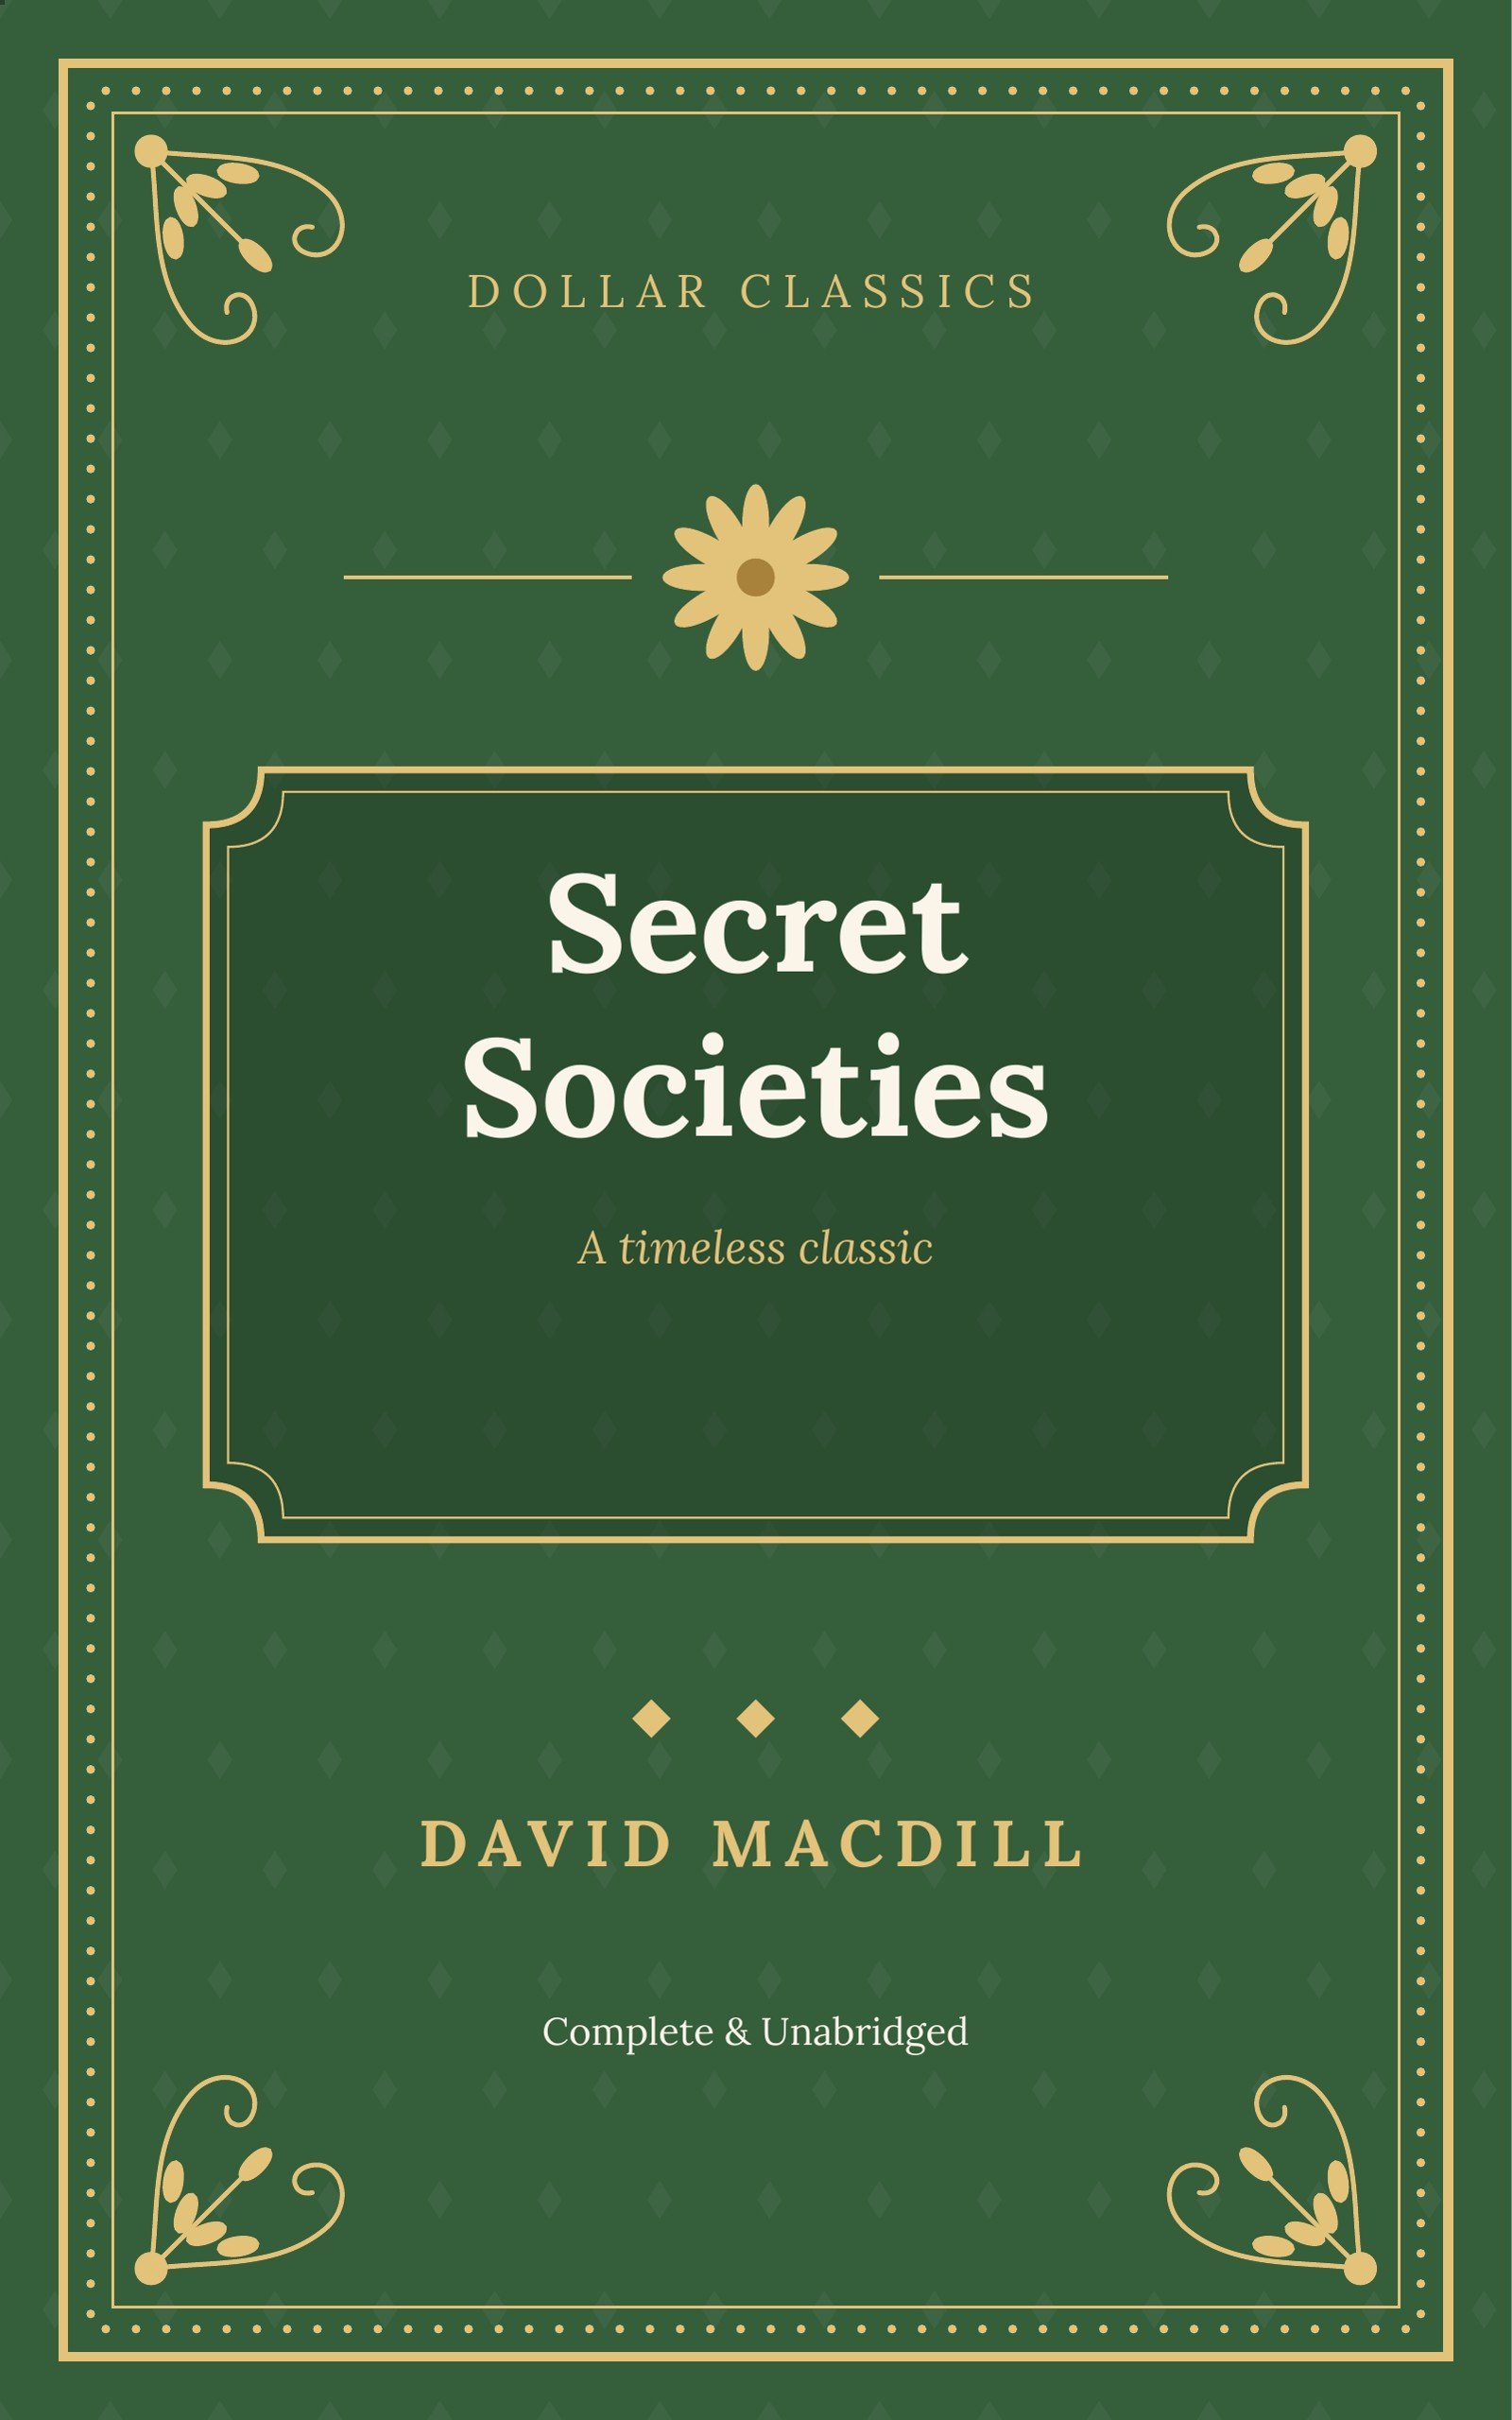 DOLLAR CLASSICS
Secret
Societies
A timeless classic
DAVID MACDILL
Complete & Unabridged